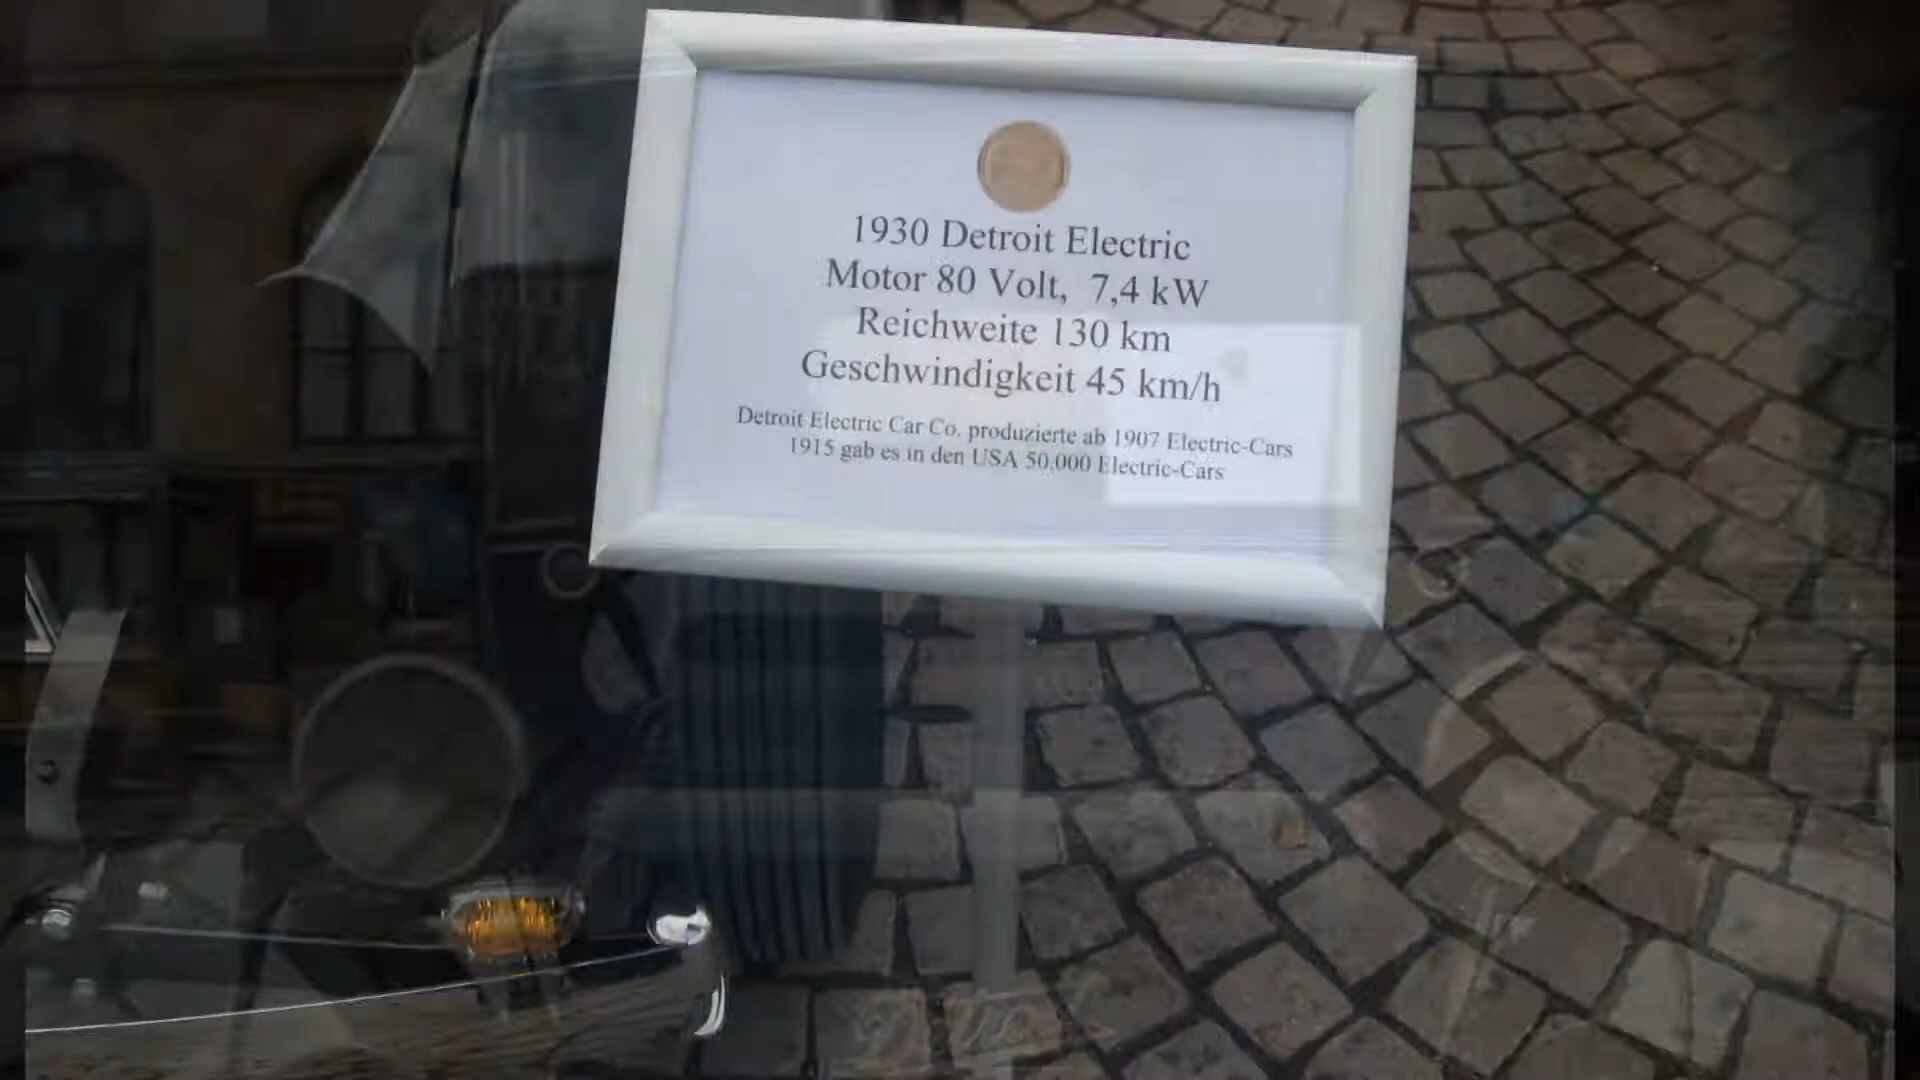 1930 Detroit Electric
Motor 80 Volt, 7,4 kW
Reichweite 130 km
Geschwindigkeit 45 km/h
Detroit Electric Car Co. produzierte ab 1907 Electric-Cars
1915 gab es in den USA 50.000 Electric-Cars